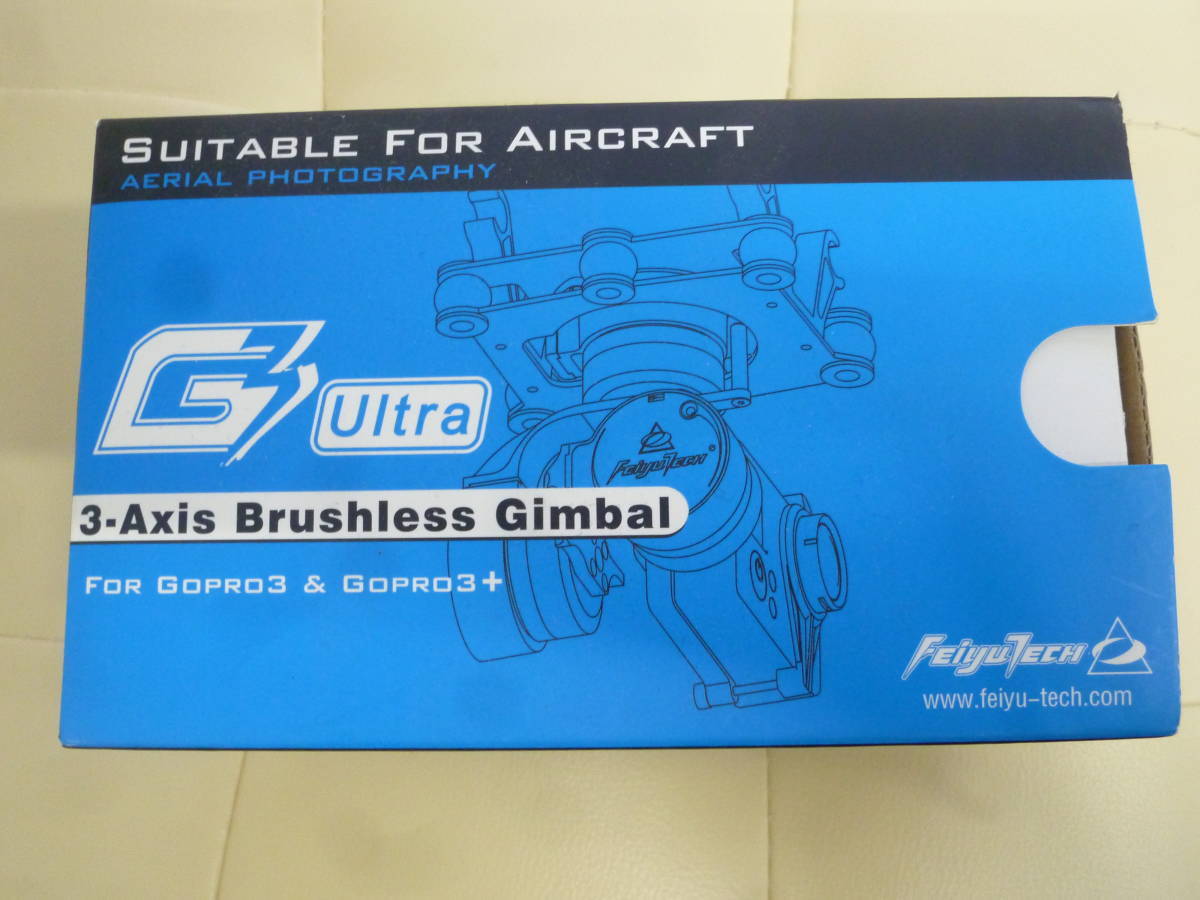 SUITABLE FOR AIRCRAFT
AERIAL PHOTOGRAPHY
G3 Ultra
FEIYUTECH
3-Axis Brushless Gimbal
FOR GOPRO3 & GOPRO3+
FEIYUTECH
www.feiyu-tech.com